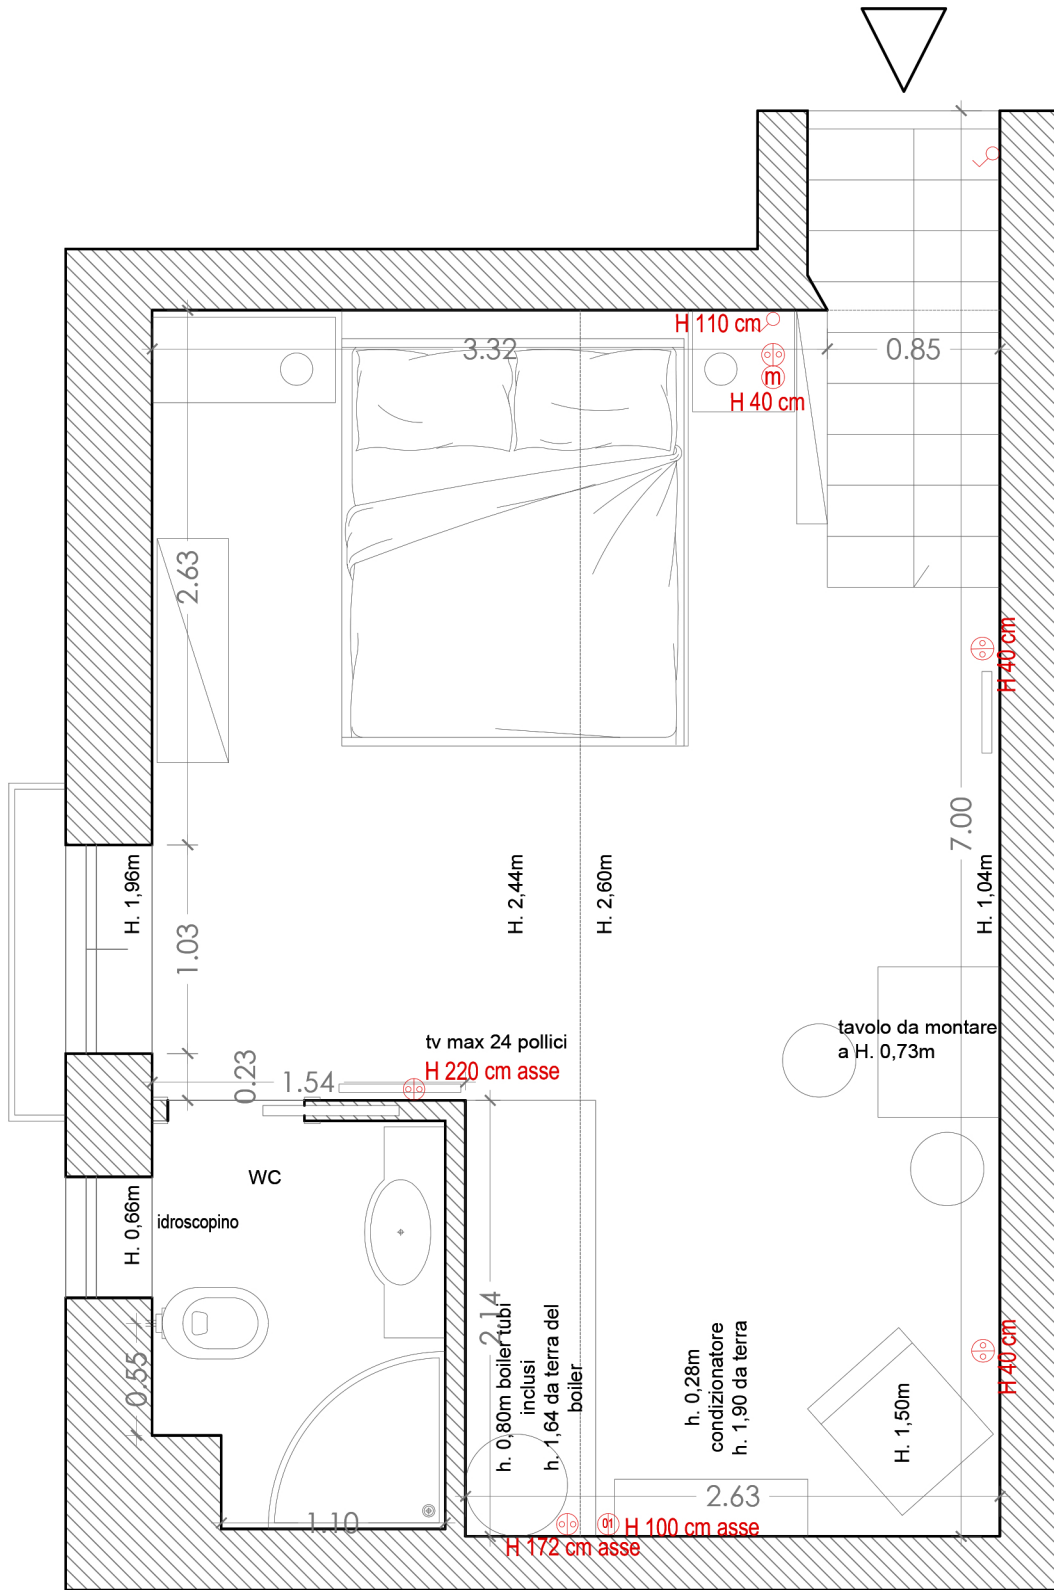 H 110 cm
3.32
0.85
m
H 40 cm
2.63
H 40 cm
7.00
H. 1,96m
H. 2,44m
H. 2,60m
H. 1,04m
1.03
tavolo da montare
a H. 0,73m
tv max 24 pollici
H 220 cm asse
0.23
1.54
WC
H. 0,66m
idroscopino
2.14
0.55
h. 0,80m boiler tubi
inclusi
h. 1,64 da terra del
boiler
h. 0,28m
condizionatore
h. 1,90 da terra
H. 1,50m
H 40 cm
2.63
1.10
01
H 100 cm asse
H 172 cm asse